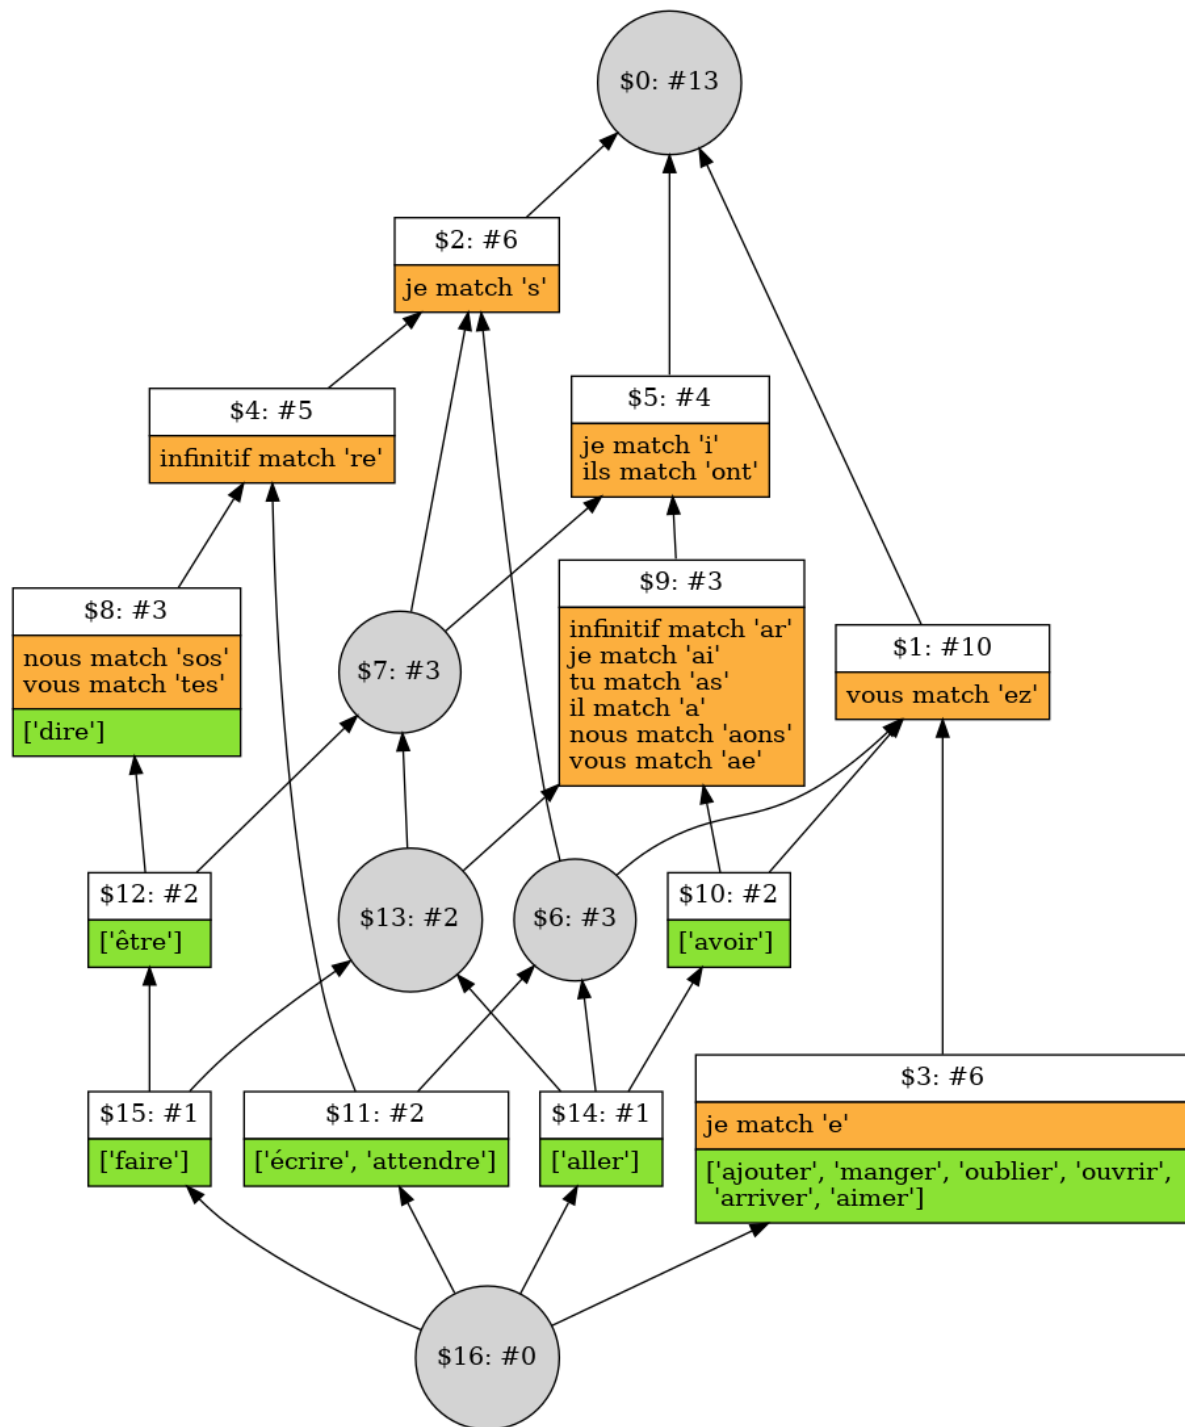 $0: #13
$2: #6
je match 's'
$4: #5
infinitif match 're'
$5: #4
je match 'i'
ils match 'ont'
$8: #3
nous match 'sos'
vous match 'tes'
['dire']
$7: #3
$9: #3
infinitif match 'ar'
je match 'ai'
tu match 'as'
il match 'a'
nous match 'aons'
vous match 'ae'
$1: #10
vous match 'ez'
$12: #2
['être']
$13: #2
$6: #3
$10: #2
['avoir']
$15: #1
['faire']
$11: #2
['écrire', 'attendre']
$14: #1
['aller']
$3: #6
je match 'e'
['ajouter', 'manger', 'oublier', 'ouvrir',
'arriver', 'aimer']
$16: #0